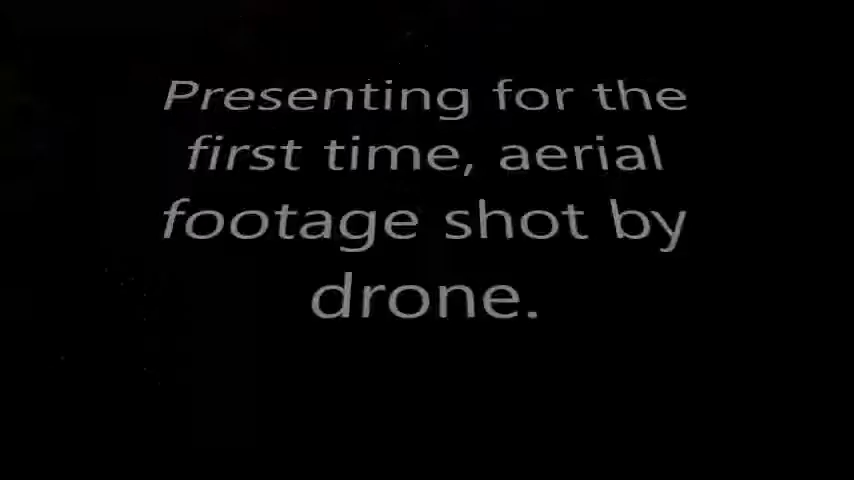 Presenting for the
first time, aerial
footage shot by
drone.